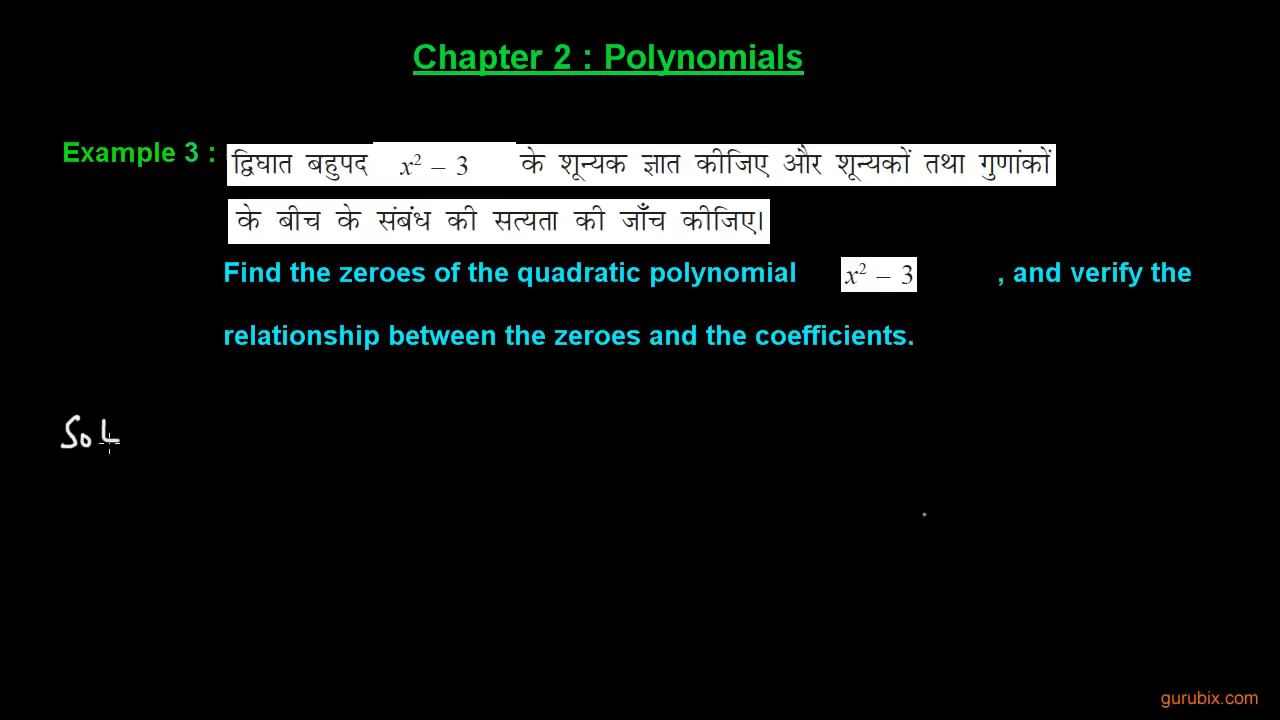 Chapter 2 : Polynomials
Example 3 : द्विघात बहुपद x² – 3 के शून्यक ज्ञात कीजिए और शून्यकों तथा गुणांकों
के बीच के संबंध की सत्यता की जाँच कीजिए।
Find the zeroes of the quadratic polynomial x² – 3 , and verify the
relationship between the zeroes and the coefficients.
Sol
gurubix.com